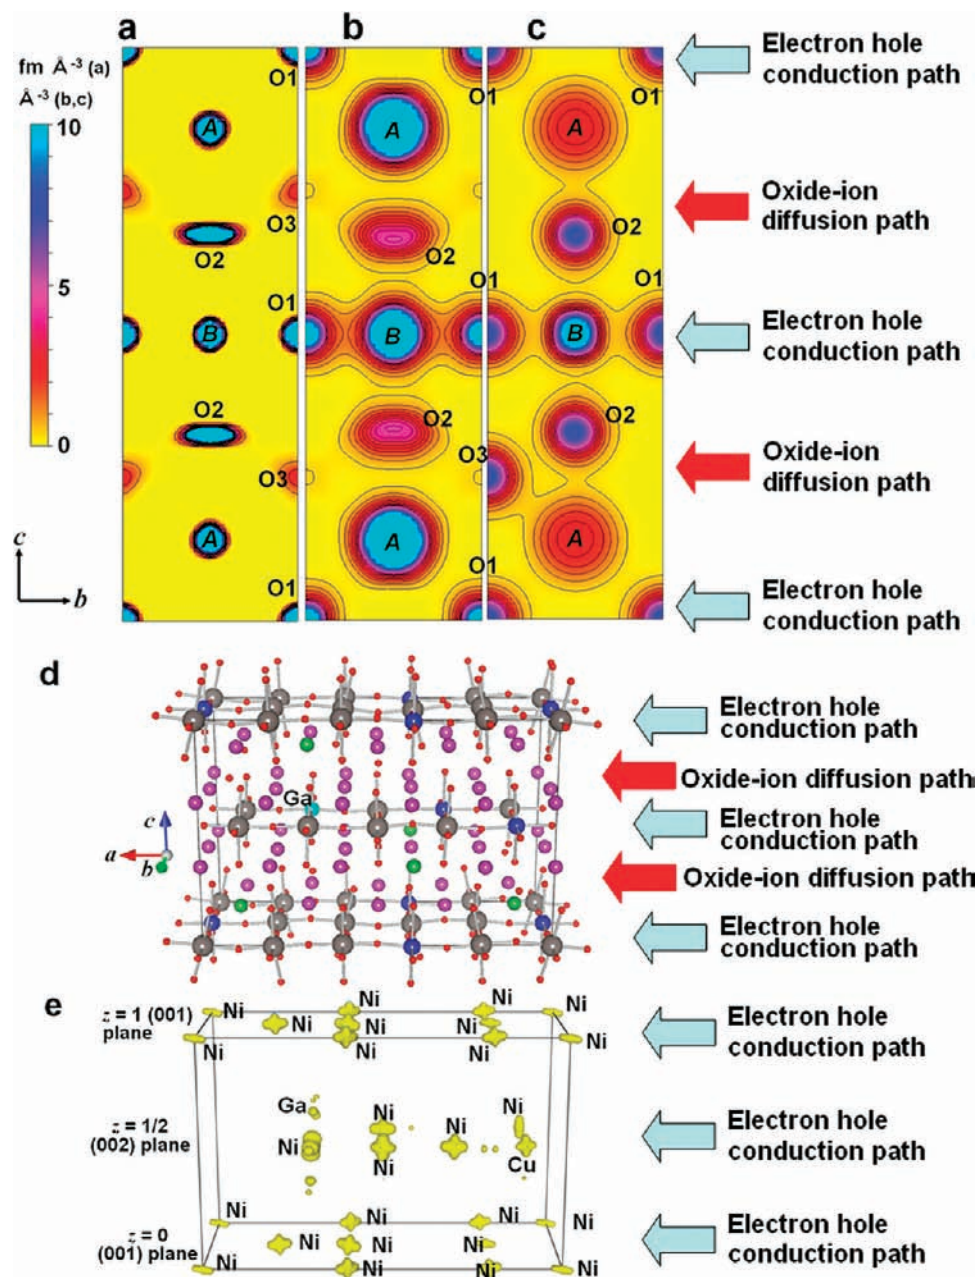 a b c
fm Å⁻³ (a)
Å⁻³ (b,c)
10
5
0
O1
A
O3
O2
O1
B
O2
O3
A
O1
c
b
O1
A
O2
O1
B
O2
O3
A
O1
O1
A
O2
O1
B
O2
A
Electron hole
conduction path
Oxide-ion
diffusion path
Electron hole
conduction path
Oxide-ion
diffusion path
Electron hole
conduction path
d
Ga
c
a
b
Electron hole
conduction path
Oxide-ion diffusion path
Electron hole
conduction path
Oxide-ion diffusion path
Electron hole
conduction path
e
z = 1 (001)
plane
Ni Ni Ni Ni
Ni Ni Ni Ni Ni
Ga Ni
z = 1/2
(002) plane
Ni Ni Ni
Ni Cu
Ni Ni Ni Ni
z = 0
(001) plane
Ni Ni
Ni Ni Ni Ni
Electron hole
conduction path
Electron hole
conduction path
Electron hole
conduction path